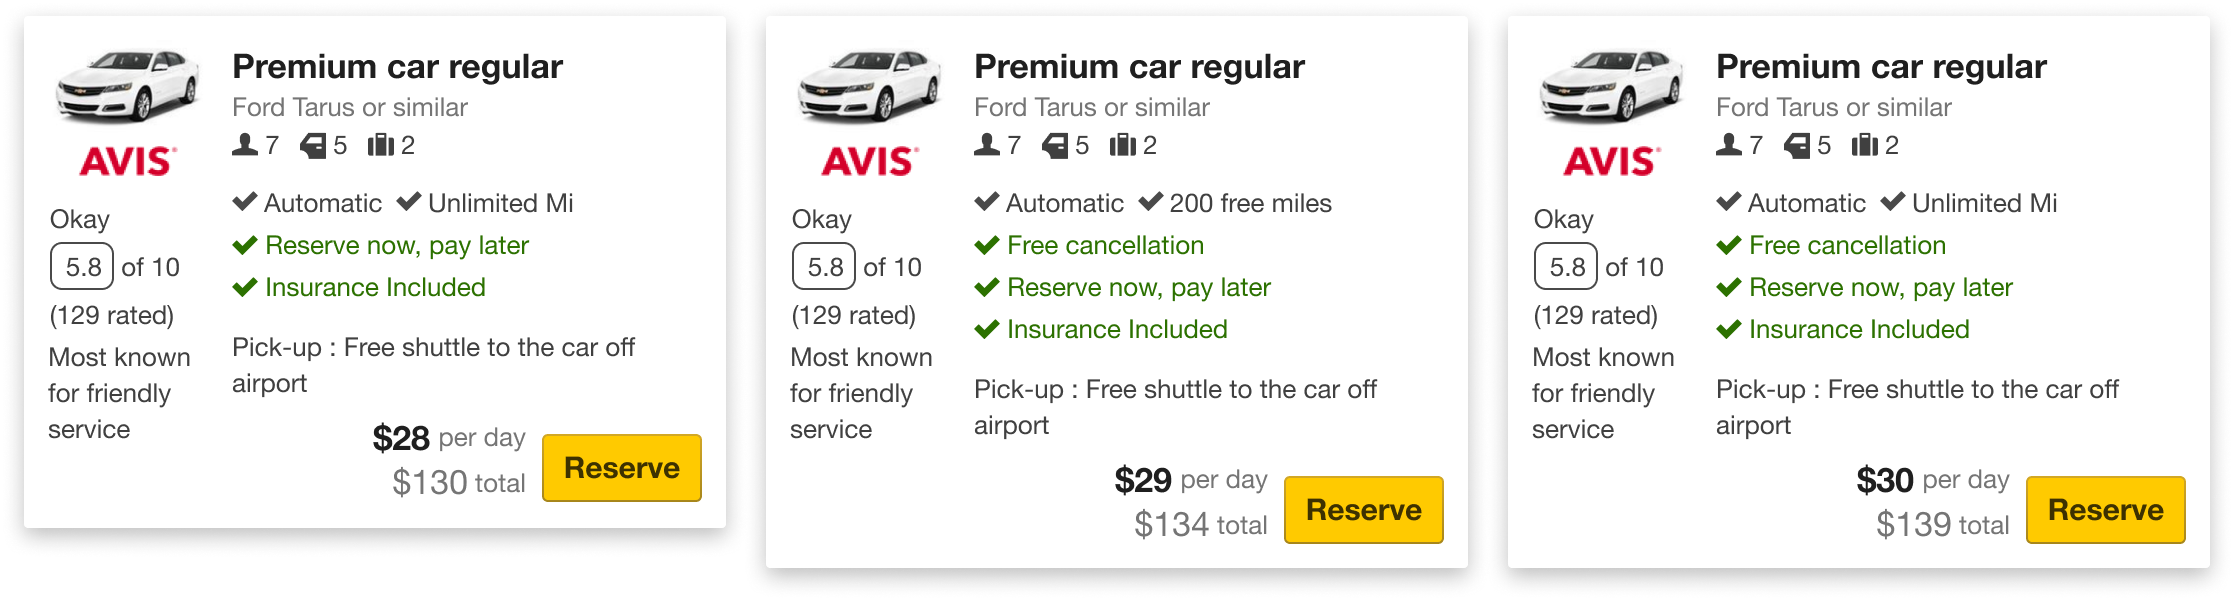 Premium car regular
Ford Tarus or similar
7 5 2
AVIS
Automatic Unlimited Mi
Reserve now, pay later
Insurance Included
Okay
5.8 of 10
(129 rated)
Most known
for friendly
service
Pick-up : Free shuttle to the car off
airport
$28 per day
$130 total
Reserve
Premium car regular
Ford Tarus or similar
7 5 2
AVIS
Automatic 200 free miles
Free cancellation
Reserve now, pay later
Insurance Included
Okay
5.8 of 10
(129 rated)
Most known
for friendly
service
Pick-up : Free shuttle to the car off
airport
$29 per day
$134 total
Reserve
Premium car regular
Ford Tarus or similar
7 5 2
AVIS
Automatic Unlimited Mi
Free cancellation
Reserve now, pay later
Insurance Included
Okay
5.8 of 10
(129 rated)
Most known
for friendly
service
Pick-up : Free shuttle to the car off
airport
$30 per day
$139 total
Reserve